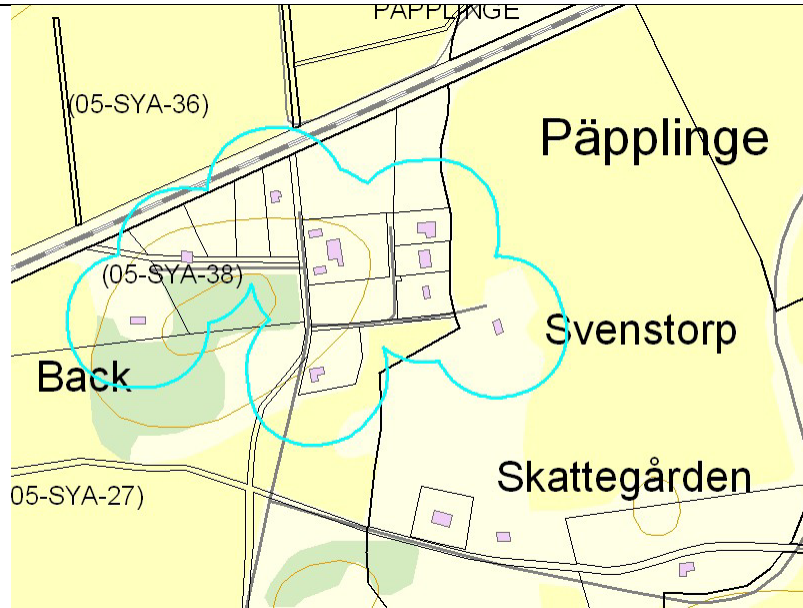 PÄPPLINGE
(05-SYA-36)
Päpplinge
(05-SYA-38)
Svenstorp
Back
Skattegården
05-SYA-27)